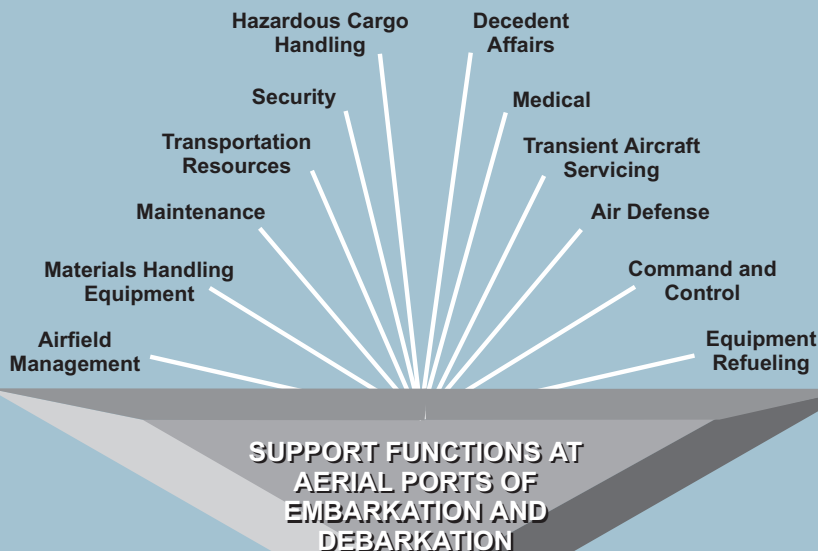 Hazardous Cargo
Handling
Decedent
Affairs
Security
Medical
Transportation
Resources
Transient Aircraft
Servicing
Maintenance
Air Defense
Materials Handling
Equipment
Command and
Control
Airfield
Management
Equipment
Refueling
SUPPORT FUNCTIONS AT
AERIAL PORTS OF
EMBARKATION AND
DEBARKATION